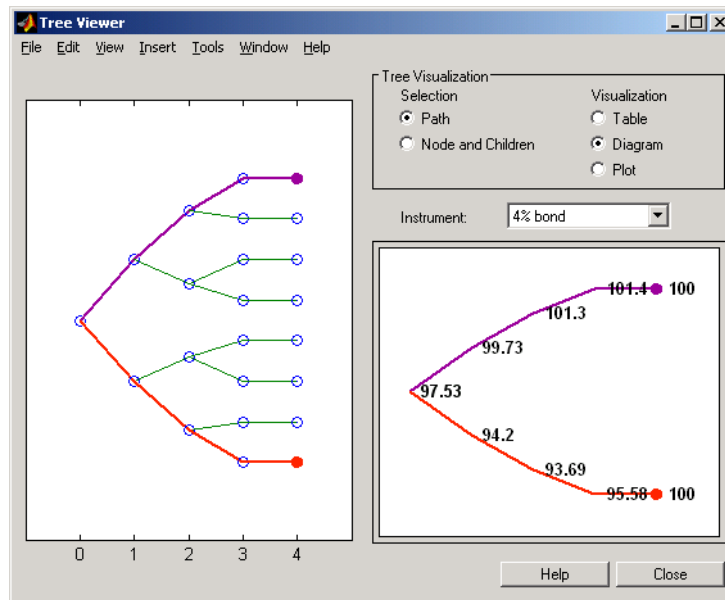 Tree Viewer
File Edit View Insert Tools Window Help
Tree Visualization
Selection
Visualization
Path
Table
Node and Children
Diagram
Plot
Instrument:
4% bond
101.4
100
101.3
99.73
97.53
94.2
93.69
95.58
100
0 1 2 3 4
Help
Close